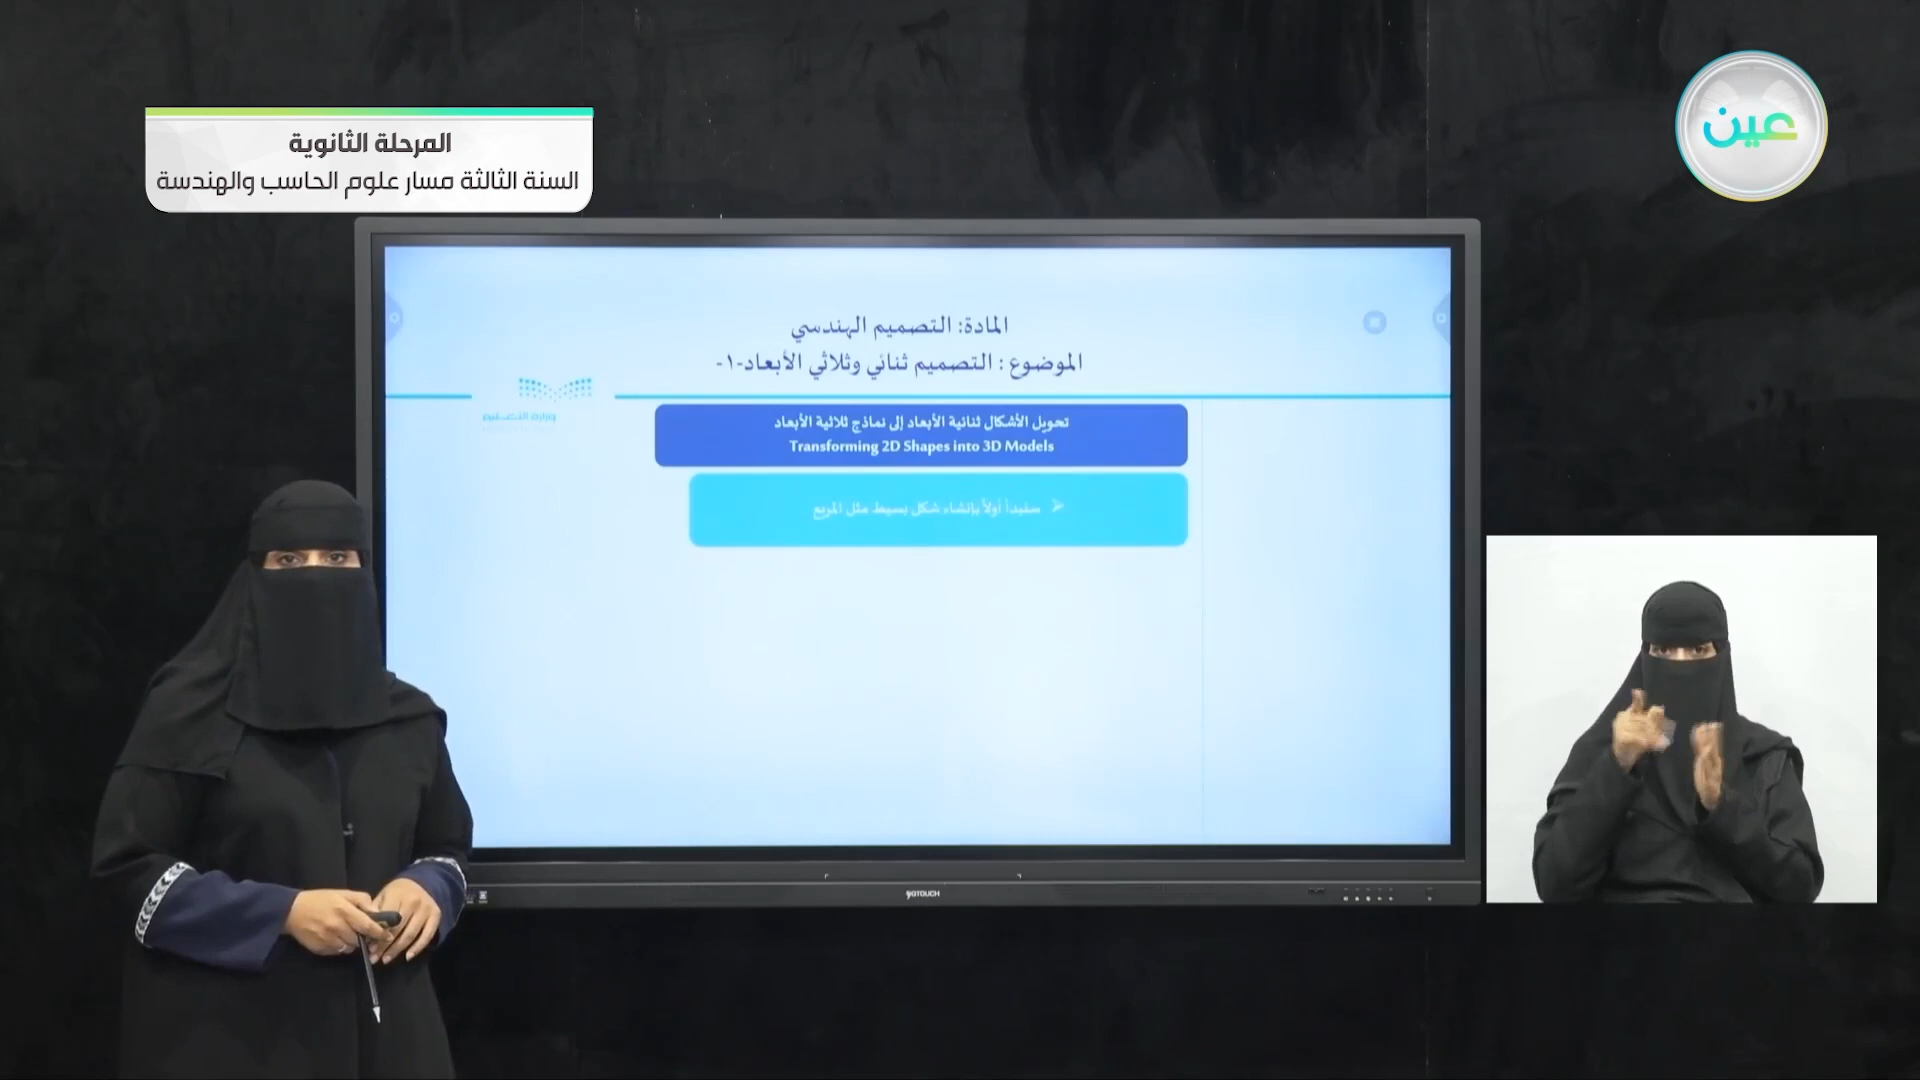 المرحلة الثانوية
السنة الثالثة مسار علوم الحاسب والهندسة
عين
المادة: التصميم الهندسي
الموضوع : التصميم ثنائي وثلاثي الأبعاد-١-
وزارة التعليم
تحويل الأشكال ثنائية الأبعاد إلى نماذج ثلاثية الأبعاد
Transforming 2D Shapes into 3D Models
سنبدأ أولاً بإنشاء شكل بسيط مثل المربع